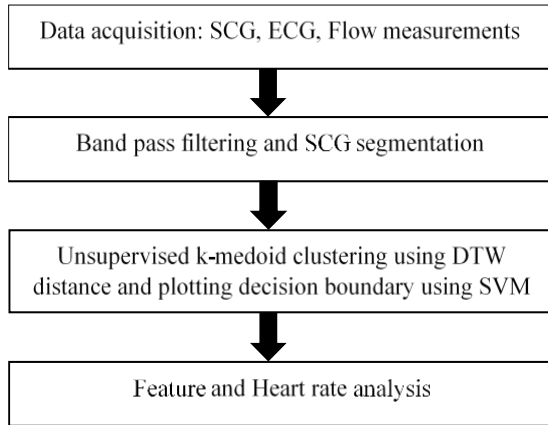 Data acquisition: SCG, ECG, Flow measurements
Band pass filtering and SCG segmentation
Unsupervised k-medoid clustering using DTW
distance and plotting decision boundary using SVM
Feature and Heart rate analysis